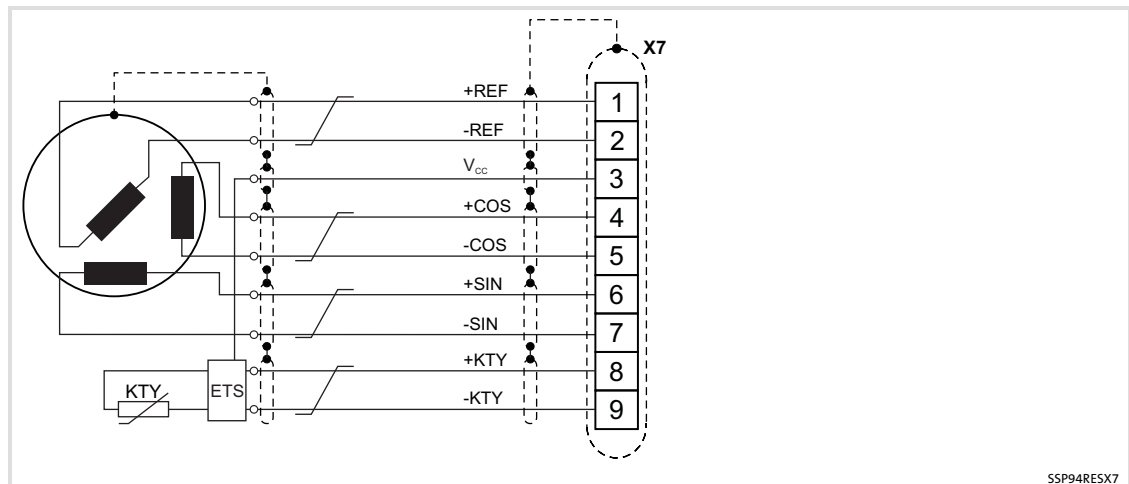 X7
+REF 1
-REF 2
Vcc 3
+COS 4
-COS 5
+SIN 6
-SIN 7
+KTY 8
KTY ETS
-KTY 9
SSP94RESX7